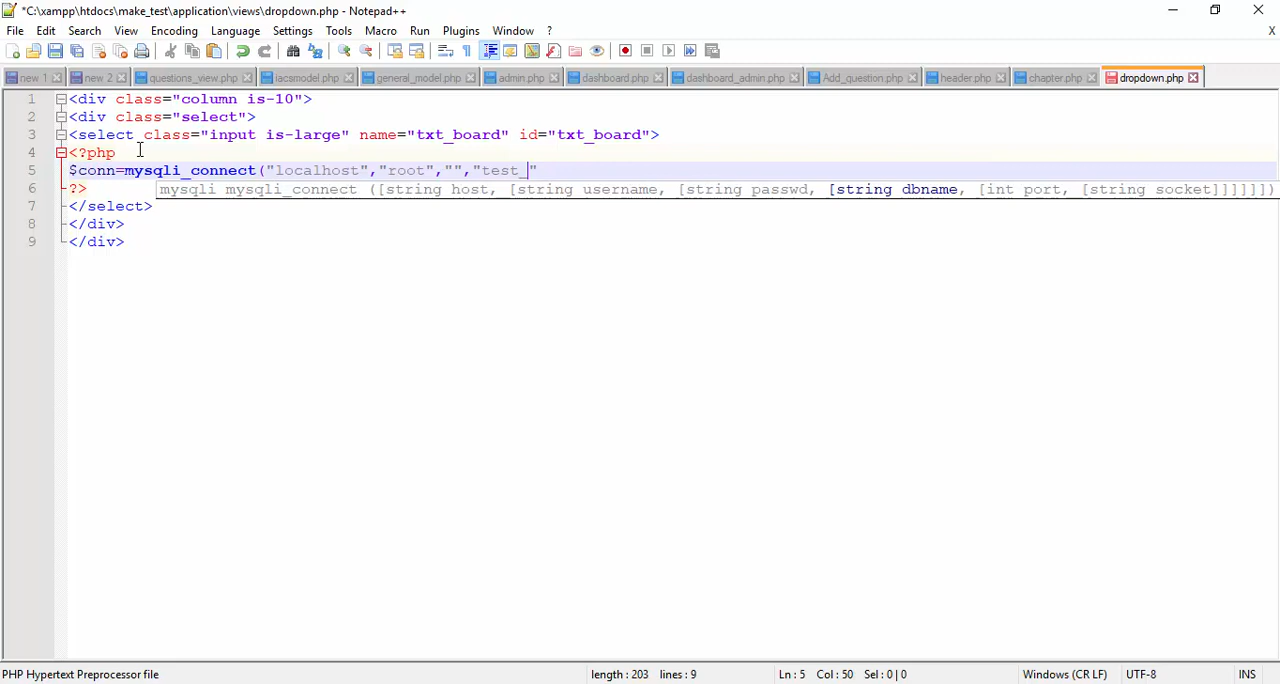 *C:\xampp\htdocs\make_test\application\views\dropdown.php - Notepad++
File Edit Search View Encoding Language Settings Tools Macro Run Plugins Window ? X
new 1 new 2 questions_view.php iacsmodel.php general_model.php admin.php dashboard.php dashboard_admin.php Add_question.php header.php chapter.php dropdown.php
1 <div class="column is-10">
2 <div class="select">
3 <select class="input is-large" name="txt_board" id="txt_board">
4 <?php
5 $conn=mysqli_connect("localhost","root","","test_"
6 ?> mysqli mysqli_connect ([string host, [string username, [string passwd, [string dbname, [int port, [string socket]]]]]])
7 </select>
8 </div>
9 </div>
PHP Hypertext Preprocessor file length : 203 lines : 9 Ln : 5 Col : 50 Sel : 0 | 0 Windows (CR LF) UTF-8 INS